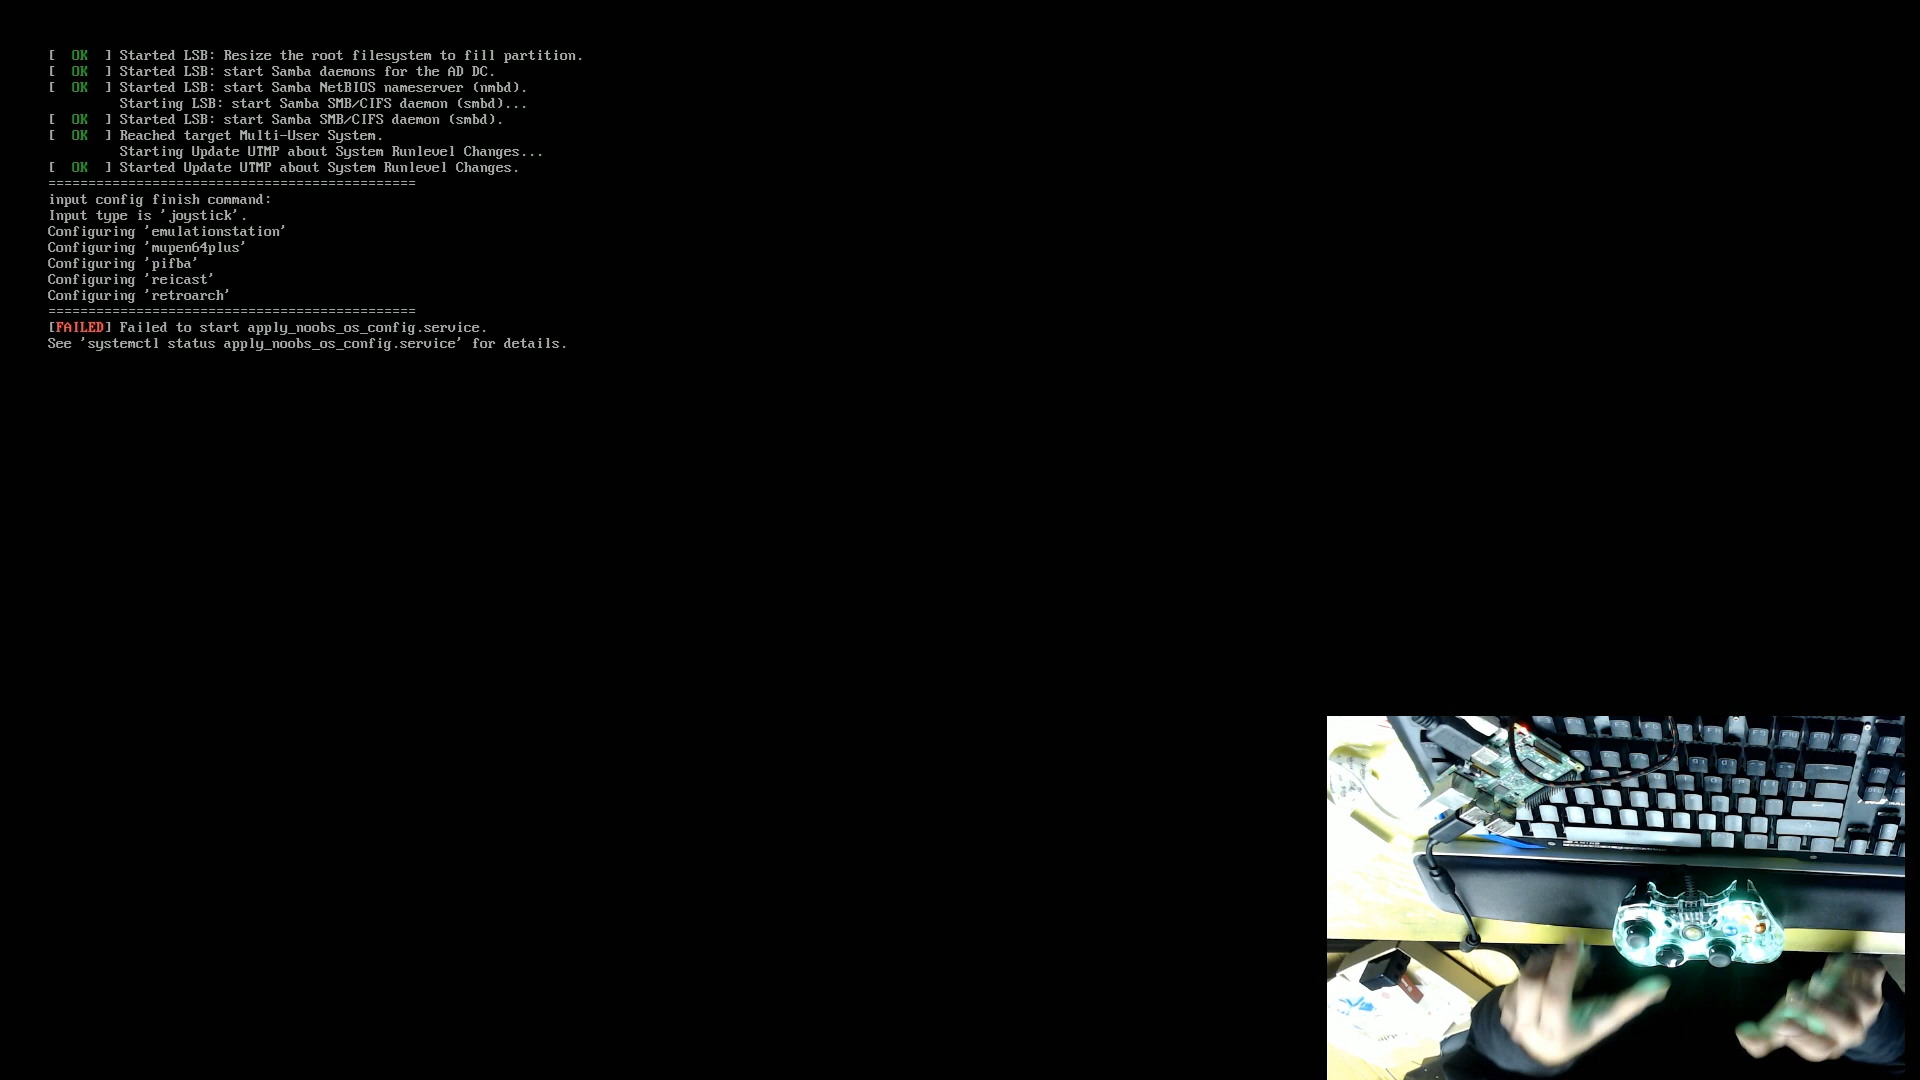 [  OK  ] Started LSB: Resize the root filesystem to fill partition.
[  OK  ] Started LSB: start Samba daemons for the AD DC.
[  OK  ] Started LSB: start Samba NetBIOS nameserver (nmbd).
         Starting LSB: start Samba SMB/CIFS daemon (smbd)...
[  OK  ] Started LSB: start Samba SMB/CIFS daemon (smbd).
[  OK  ] Reached target Multi-User System.
         Starting Update UTMP about System Runlevel Changes...
[  OK  ] Started Update UTMP about System Runlevel Changes.
==============================================
input config finish command:
Input type is 'joystick'.
Configuring 'emulationstation'
Configuring 'mupen64plus'
Configuring 'pifba'
Configuring 'reicast'
Configuring 'retroarch'
==============================================
[FAILED] Failed to start apply_noobs_os_config.service.
See 'systemctl status apply_noobs_os_config.service' for details.